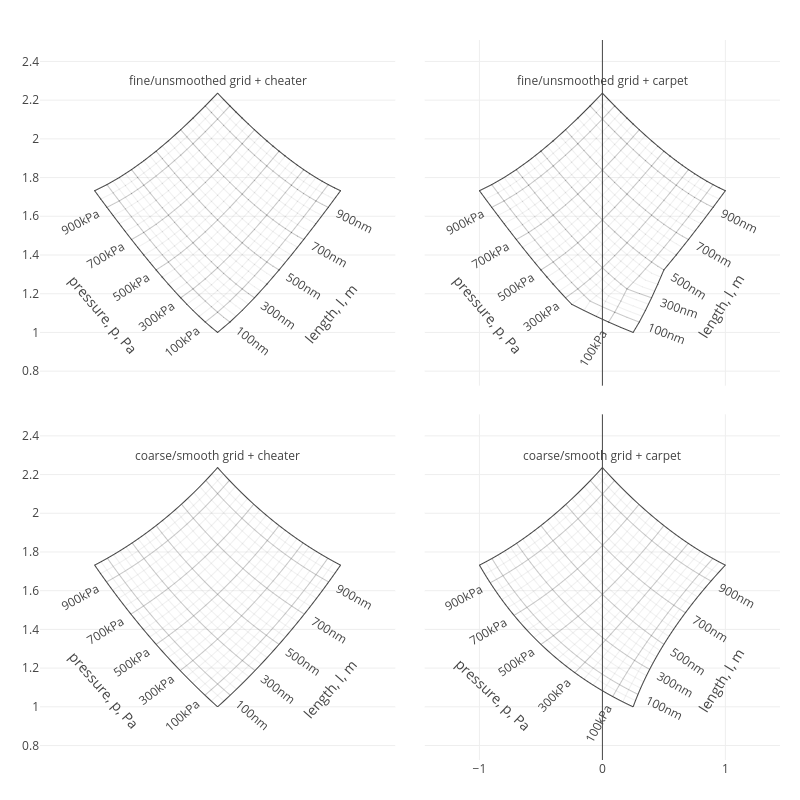 2.4
2.2
2
1.8
1.6
1.4
1.2
1
0.8
fine/unsmoothed grid + cheater
900kPa
700kPa
500kPa
300kPa
100kPa
pressure, p, Pa
900nm
700nm
500nm
300nm
100nm
length, l, m
fine/unsmoothed grid + carpet
900kPa
700kPa
500kPa
300kPa
100kPa
pressure, p, Pa
900nm
700nm
500nm
300nm
100nm
length, l, m
2.4
2.2
2
1.8
1.6
1.4
1.2
1
0.8
coarse/smooth grid + cheater
900kPa
700kPa
500kPa
300kPa
100kPa
pressure, p, Pa
900nm
700nm
500nm
300nm
100nm
length, l, m
coarse/smooth grid + carpet
900kPa
700kPa
500kPa
300kPa
100kPa
pressure, p, Pa
900nm
700nm
500nm
300nm
100nm
length, l, m
−1
0
1